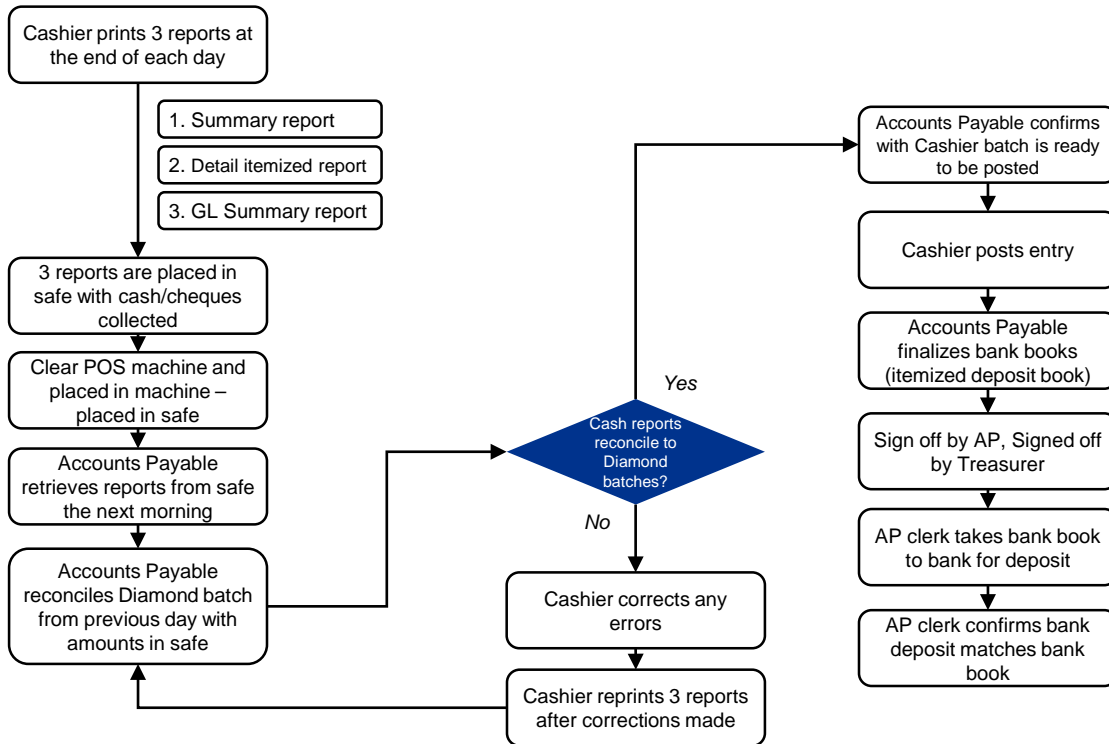 Cashier prints 3 reports at
the end of each day
1. Summary report
2. Detail itemized report
3. GL Summary report
3 reports are placed in
safe with cash/cheques
collected
Clear POS machine and
placed in machine –
placed in safe
Accounts Payable
retrieves reports from safe
the next morning
Accounts Payable
reconciles Diamond batch
from previous day with
amounts in safe
Cash reports
reconcile to
Diamond
batches?
Yes
No
Cashier corrects any
errors
Cashier reprints 3 reports
after corrections made
Accounts Payable confirms
with Cashier batch is ready
to be posted
Cashier posts entry
Accounts Payable
finalizes bank books
(itemized deposit book)
Sign off by AP, Signed off
by Treasurer
AP clerk takes bank book
to bank for deposit
AP clerk confirms bank
deposit matches bank
book